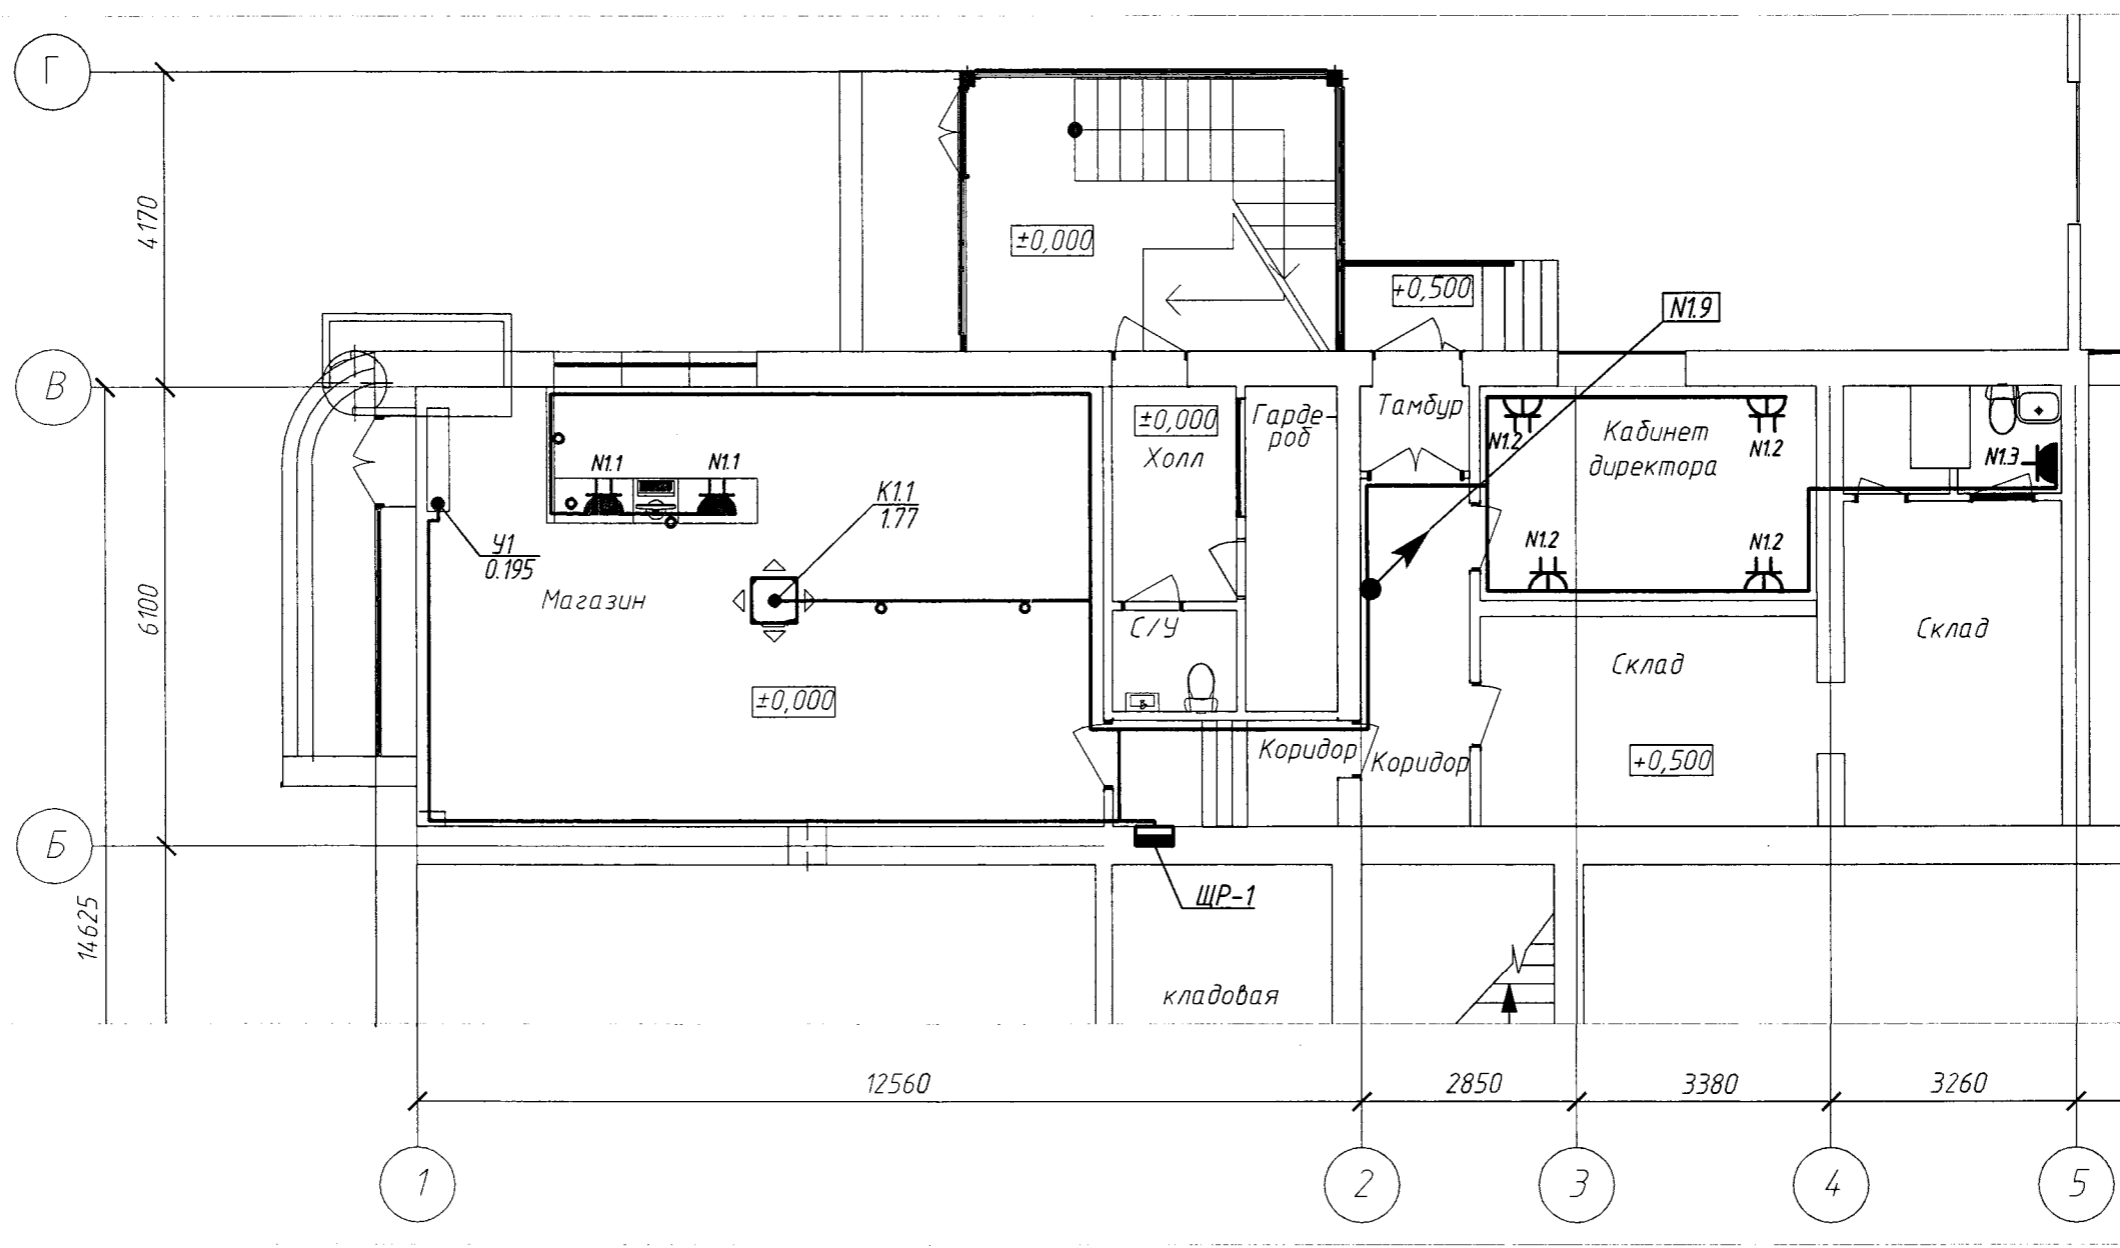 Г
4170
±0,000
+0,500
N1.9
В
±0,000
Холл
Гарде-
роб
Тамбур
N1.2
Кабинет
директора
N1.2
N1.3
N1.1
N1.1
К1.1
1.77
У1
0.195
Магазин
N1.2
N1.2
6100
С/У
Склад
Склад
±0,000
Коридор
Коридор
+0,500
Б
ЩР-1
14625
кладовая
12560
2850
3380
3260
1
2
3
4
5